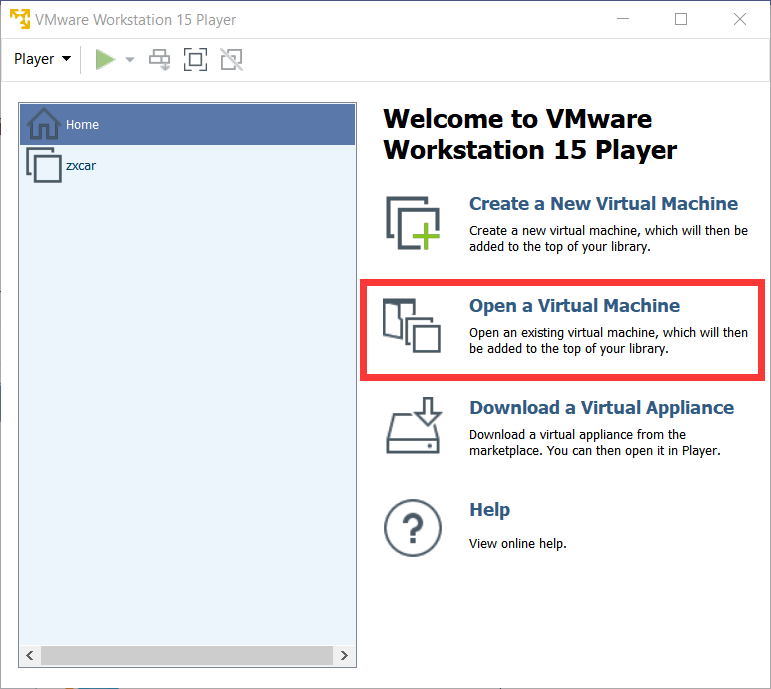 VMware Workstation 15 Player
Player
Home
zxcar
Welcome to VMware
Workstation 15 Player
Create a New Virtual Machine
Create a new virtual machine, which will then be
added to the top of your library.
Open a Virtual Machine
Open an existing virtual machine, which will then
be added to the top of your library.
Download a Virtual Appliance
Download a virtual appliance from the
marketplace. You can then open it in Player.
Help
View online help.